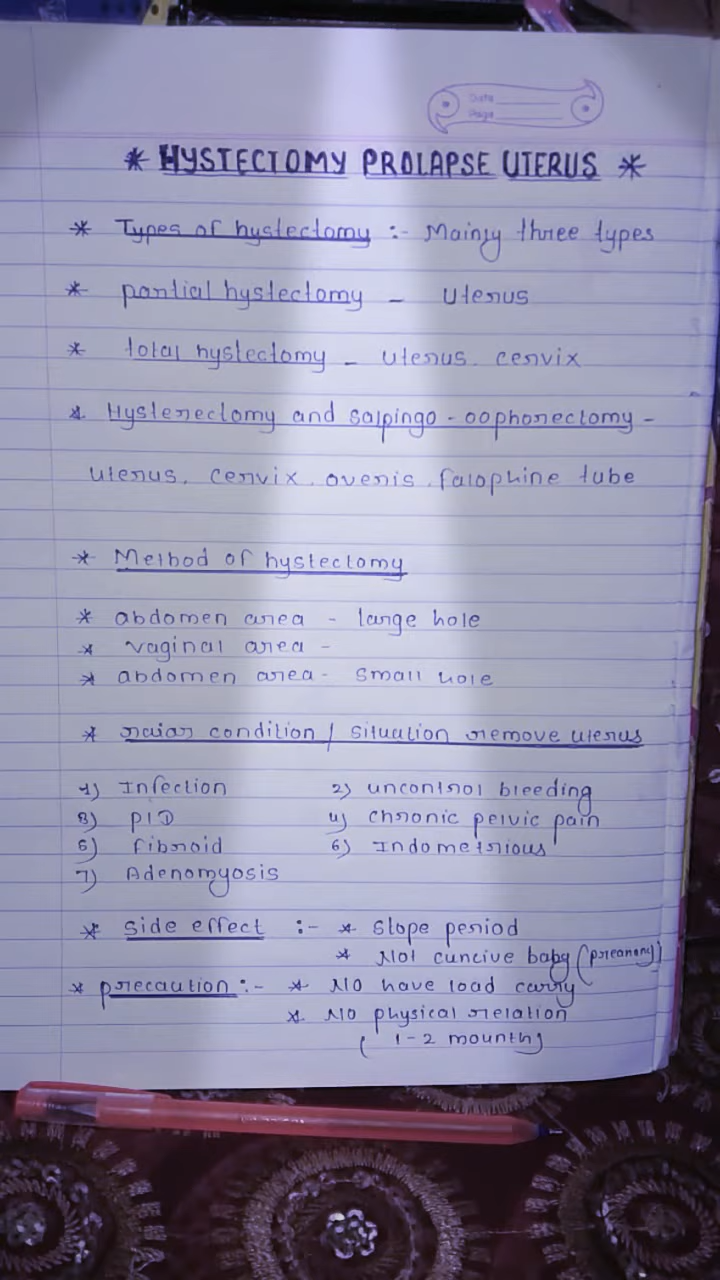 Date
Page
* HYSTECTOMY PROLAPSE UTERUS *
* Types of hystectomy :- Mainly three types
* partial hystectomy - uterus
* total hystectomy - uterus. cervix
* Hysterectomy and salpingo - oophorectomy -
uterus. cervix. overis. falophine tube
* Method of hystectomy
* abdomen area - large hole
* vaginal area -
* abdomen area - small hole
* condition / situation remove uterus
1) Infection 2) uncontrol bleeding
3) PID 4) chronic pelvic pain
5) fibroid 6) Indometrious
7) Adenomyosis
* side effect :- * Slope period
* Not cuncive baby
* precaution :- * NO have load carry
* NO physical relation
( 1-2 mounth)